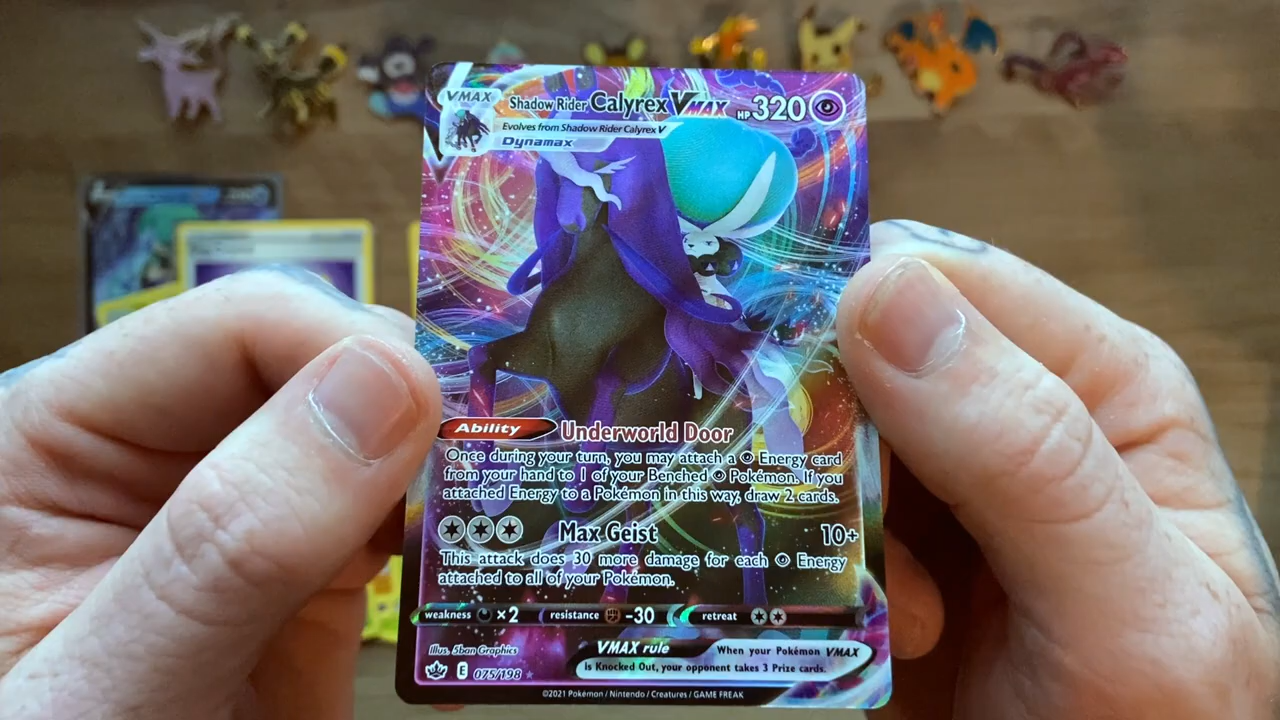 VMAX
Shadow Rider Calyrex VMAX HP 320
Evolves from Shadow Rider Calyrex V
Dynamax
Ability Underworld Door
Once during your turn, you may attach a Energy card
from your hand to 1 of your Benched Pokémon. If you
attached Energy to a Pokémon in this way, draw 2 cards.
Max Geist 10+
This attack does 30 more damage for each Energy
attached to all of your Pokémon.
weakness ×2 resistance -30 retreat
Illus. 5ban Graphics
VMAX rule When your Pokémon VMAX
is Knocked Out, your opponent takes 3 Prize cards.
E 075/198
©2021 Pokémon / Nintendo / Creatures / GAME FREAK